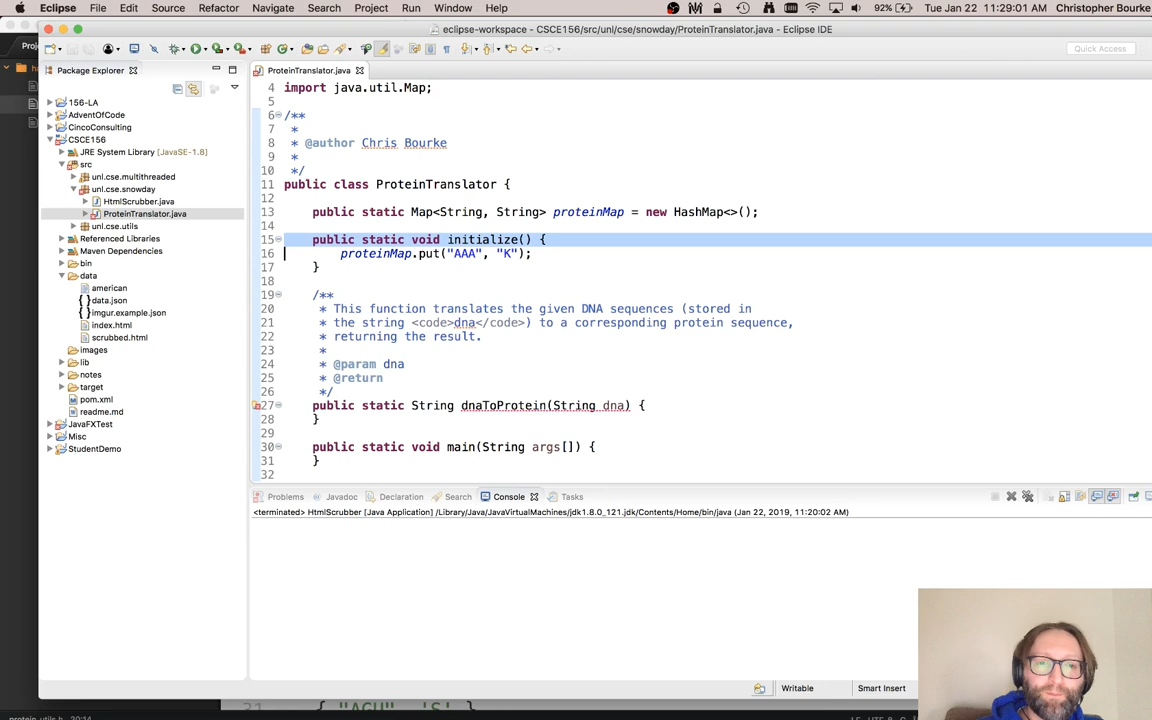 Eclipse File Edit Source Refactor Navigate Search Project Run Window Help 92% Tue Jan 22 11:29:01 AM Christopher Bourke
eclipse-workspace - CSCE156/src/unl/cse/snowday/ProteinTranslator.java - Eclipse IDE
Proj
Quick Access
Package Explorer
156-LA
AdventOfCode
CincoConsulting
CSCE156
JRE System Library [JavaSE-1.8]
src
unl.cse.multithreaded
unl.cse.snowday
HtmlScrubber.java
ProteinTranslator.java
unl.cse.utils
Referenced Libraries
Maven Dependencies
bin
data
american
data.json
imgur.example.json
index.html
scrubbed.html
images
lib
notes
target
pom.xml
readme.md
JavaFXTest
Misc
StudentDemo
ProteinTranslator.java
4 import java.util.Map;
5
6 /**
7 *
8 * @author Chris Bourke
9 *
10 */
11 public class ProteinTranslator {
12
13 public static Map<String, String> proteinMap = new HashMap<>();
14
15 public static void initialize() {
16 proteinMap.put("AAA", "K");
17 }
18
19 /**
20 * This function translates the given DNA sequences (stored in
21 * the string <code>dna</code>) to a corresponding protein sequence,
22 * returning the result.
23 *
24 * @param dna
25 * @return
26 */
27 public static String dnaToProtein(String dna) {
28 }
29
30 public static void main(String args[]) {
31 }
32
Problems Javadoc Declaration Search Console Tasks
<terminated> HtmlScrubber [Java Application] /Library/Java/JavaVirtualMachines/jdk1.8.0_121.jdk/Contents/Home/bin/java (Jan 22, 2019, 11:20:02 AM)
Writable Smart Insert